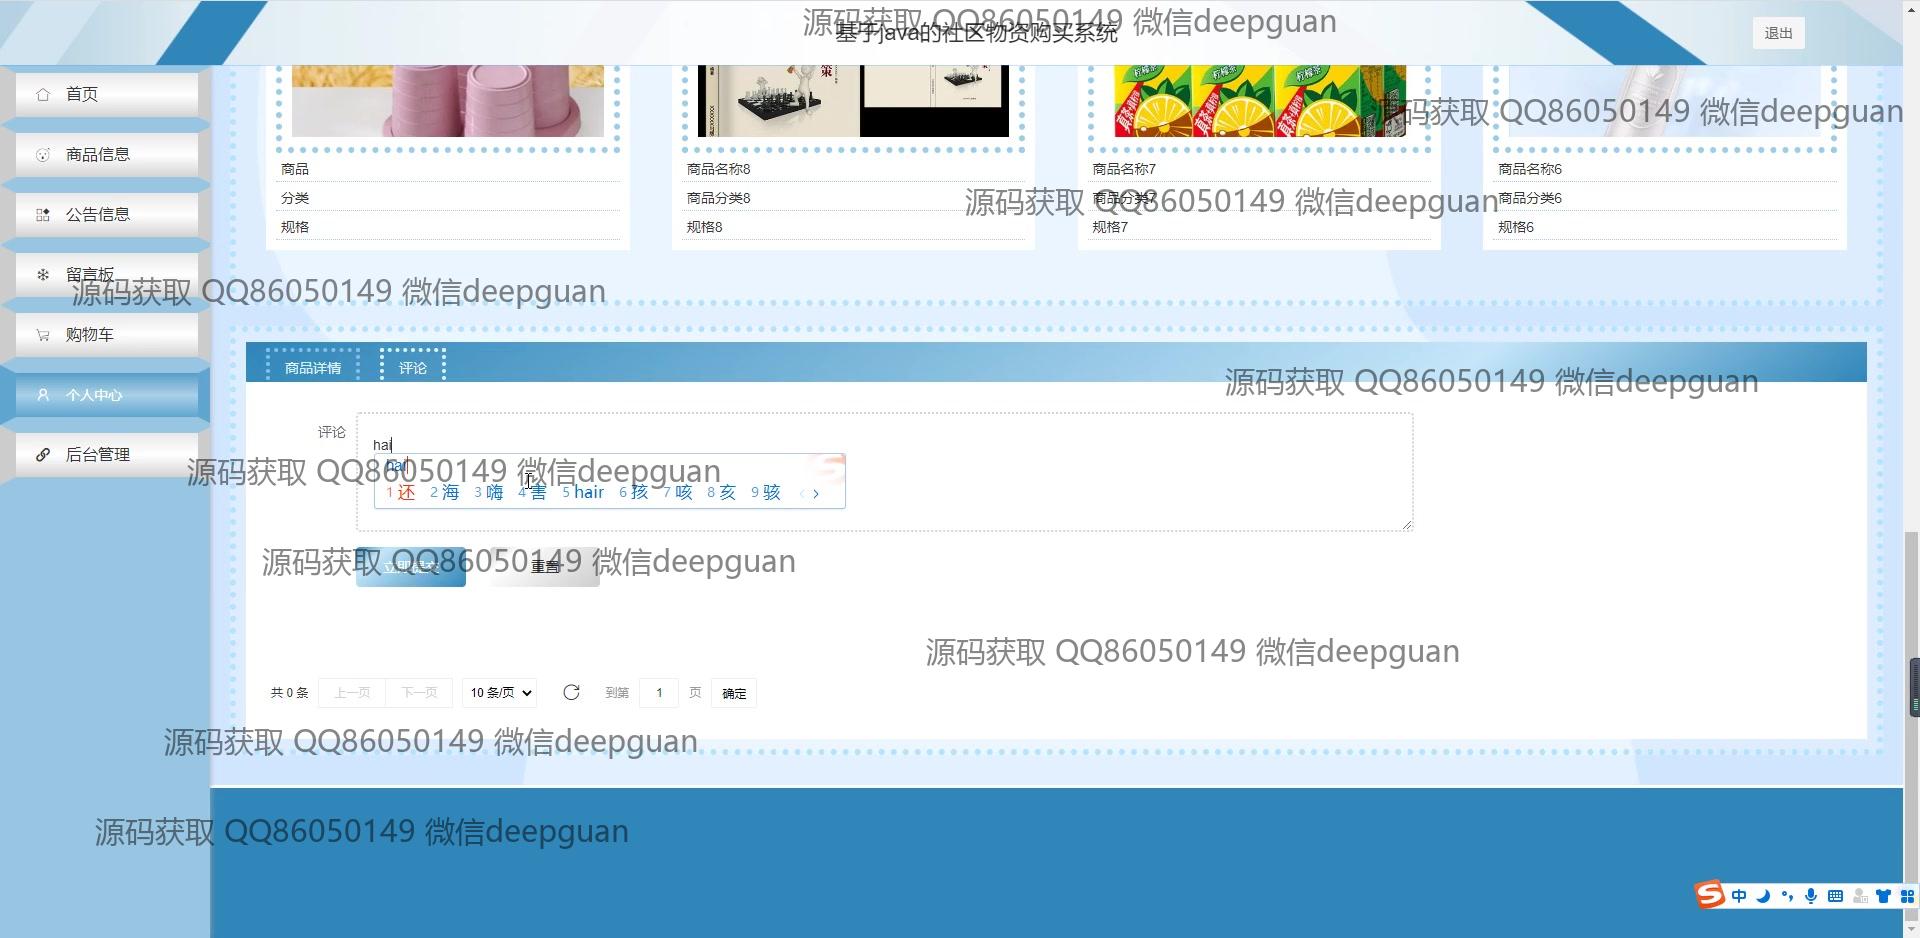 源码获取 QQ86050149 微信deepguan
基于java的社区物资购买系统
退出
首页
商品信息
公告信息
留言板
购物车
个人中心
后台管理
源码获取 QQ86050149 微信deepguan
商品
商品名称8
商品名称7
商品名称6
分类
商品分类8
商品分类7
商品分类6
源码获取 QQ86050149 微信deepguan
规格
规格8
规格7
规格6
源码获取 QQ86050149 微信deepguan
商品详情
评论
源码获取 QQ86050149 微信deepguan
评论
hai
hai
源码获取 QQ86050149 微信deepguan
1 还 2 海 3 嗨 4 害 5 hair 6 孩 7 咳 8 亥 9 骇
立即提交
重置
源码获取 QQ86050149 微信deepguan
源码获取 QQ86050149 微信deepguan
共 0 条
上一页
下一页
10 条/页
到第
1
页
确定
源码获取 QQ86050149 微信deepguan
源码获取 QQ86050149 微信deepguan
中